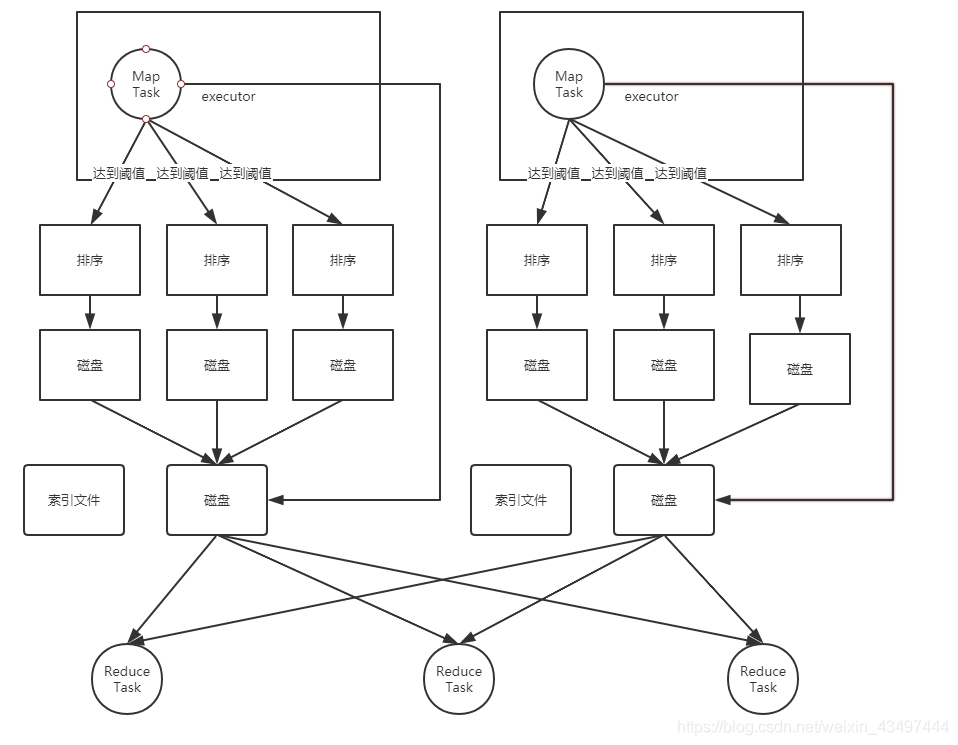 Map
Task
executor
Map
Task
executor
达到阈值 达到阈值 达到阈值
达到阈值 达到阈值 达到阈值
排序 排序 排序
排序 排序 排序
磁盘 磁盘 磁盘
磁盘 磁盘 磁盘
索引文件 磁盘
索引文件 磁盘
Reduce
Task
Reduce
Task
Reduce
Task
https://blog.csdn.net/weixin_43497444